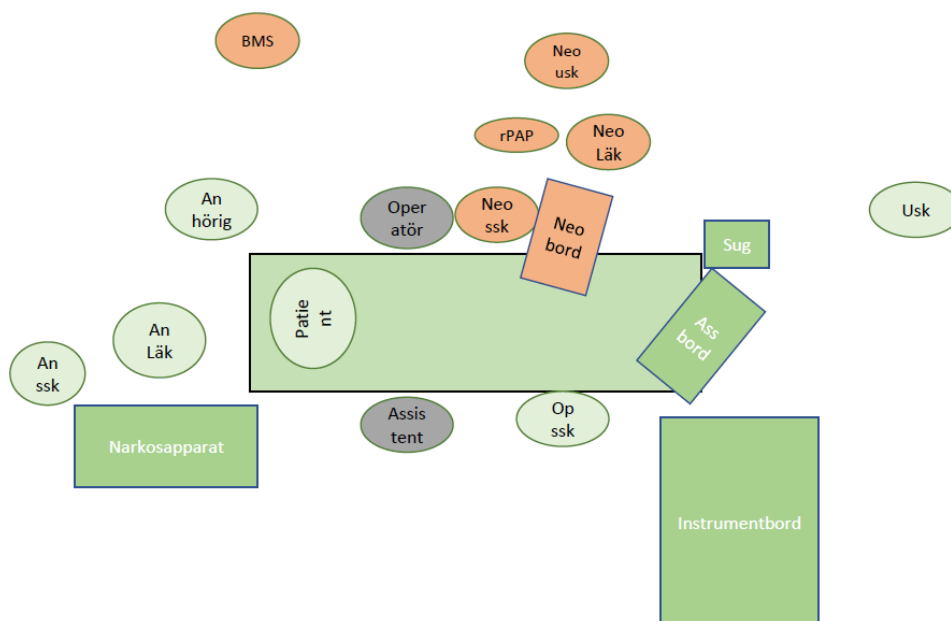 BMS
Neo
usk
rPAP
Neo
Läk
An
hörig
Oper
atör
Neo
ssk
Neo
bord
Usk
Sug
Patie
nt
An
Läk
Ass
bord
An
ssk
Assis
tent
Op
ssk
Narkosapparat
Instrumentbord